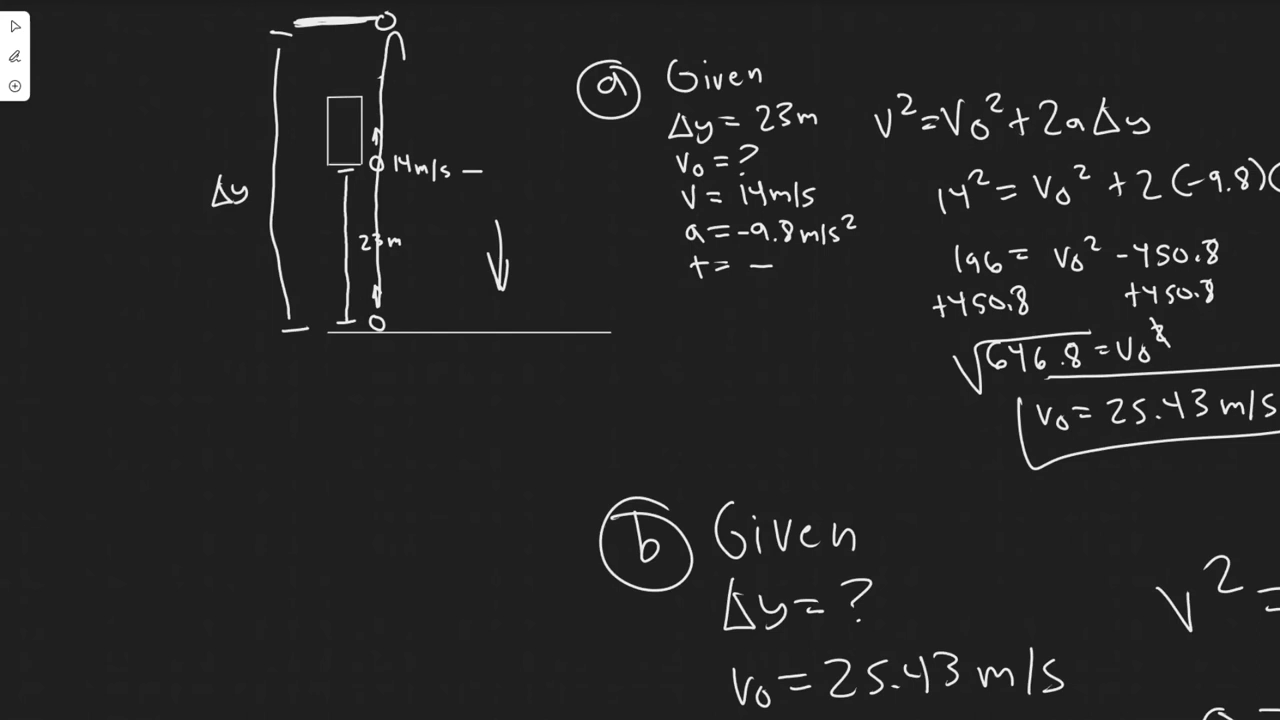 Δy
14m/s –
23m
a Given
Δy = 23m
v₀ = ?
v = 14m/s
a = -9.8m/s²
t = –
v² = v₀² + 2aΔy
14² = v₀² + 2(-9.8)(
196 = v₀² - 450.8
+450.8 +450.8
√646.8 = v₀²
v₀ = 25.43 m/s
b Given
Δy = ?
v₀ = 25.43 m/s
v² =